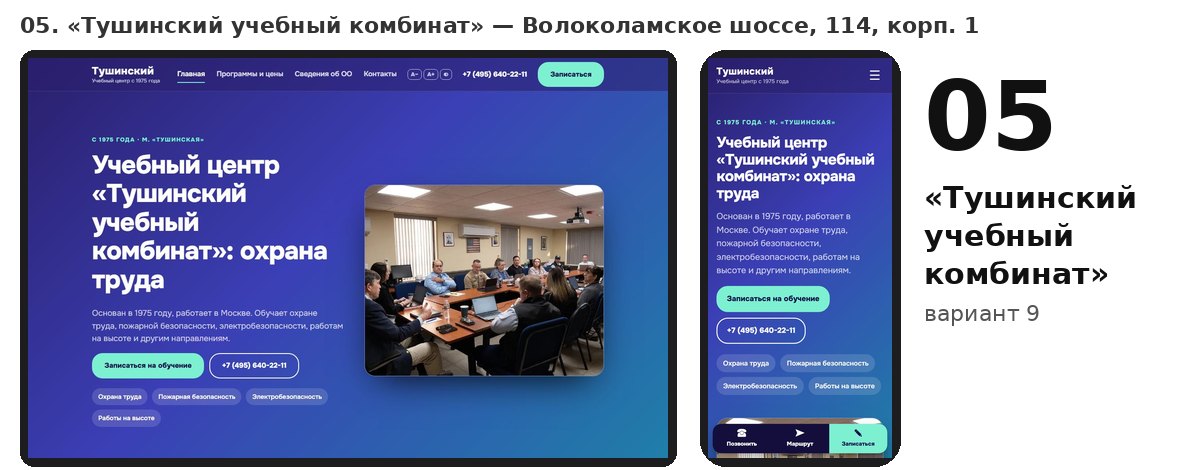 05. «Тушинский учебный комбинат» — Волоколамское шоссе, 114, корп. 1
Тушинский
Учебный центр с 1975 года
Главная
Программы и цены
Сведения об ОО
Контакты
A−
A+
+7 (495) 640-22-11
Записаться
С 1975 ГОДА · М. «ТУШИНСКАЯ»
Учебный центр
«Тушинский
учебный
комбинат»: охрана
труда
Основан в 1975 году, работает в Москве. Обучает охране
труда, пожарной безопасности, электробезопасности, работам
на высоте и другим направлениям.
Записаться на обучение
+7 (495) 640-22-11
Охрана труда
Пожарная безопасность
Электробезопасность
Работы на высоте
Тушинский
Учебный центр с 1975 года
С 1975 ГОДА · М. «ТУШИНСКАЯ»
Учебный центр
«Тушинский учебный
комбинат»: охрана
труда
Основан в 1975 году, работает в
Москве. Обучает охране труда,
пожарной безопасности,
электробезопасности, работам на
высоте и другим направлениям.
Записаться на обучение
+7 (495) 640-22-11
Охрана труда
Пожарная безопасность
Электробезопасность
Работы на высоте
Позвонить
Маршрут
Записаться
05
«Тушинский
учебный
комбинат»
вариант 9